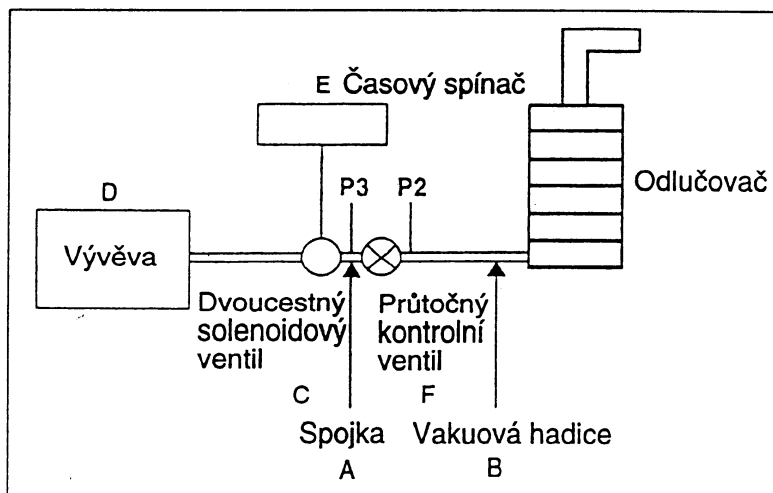 E Časový spínač
P3
P2
Odlučovač
D
Vývěva
Dvoucestný
solenoidový
ventil
Průtočný
kontrolní
ventil
C
F
Spojka
Vakuová hadice
A
B